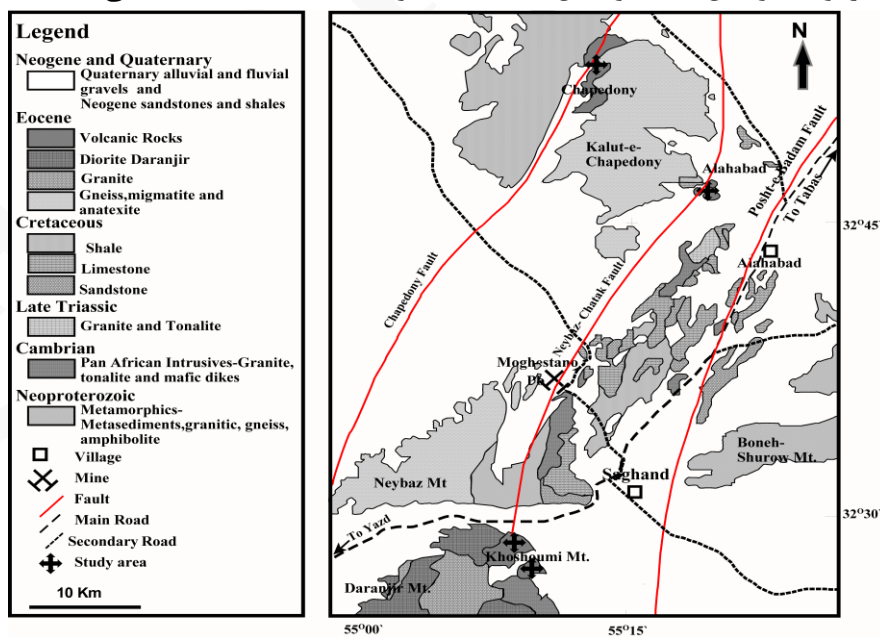 Legend
Neogene and Quaternary
Quaternary alluvial and fluvial
gravels and
Neogene sandstones and shales
Eocene
Volcanic Rocks
Diorite Daranjir
Granite
Gneiss,migmatite and
anatexite
Cretaceous
Shale
Limestone
Sandstone
Late Triassic
Granite and Tonalite
Cambrian
Pan African Intrusives-Granite,
tonalite and mafic dikes
Neoproterozoic
Metamorphics-
Metasediments,granitic, gneiss,
amphibolite
Village
Mine
Fault
Main Road
Secondary Road
Study area
10 Km
N
Chapedony
Kalut-e-
Chapedony
Alahabad
Posht-e-Badam Fault
To Tabas
32°45'
Alahabad
Chapedony Fault
Neybaz- Chatak Fault
Moghestano
Boneh-
Shurow Mt.
Neybaz Mt
Saghand
32°30'
To Yazd
Khoshoumi Mt.
Daranjir Mt.
55°00'
55°15'